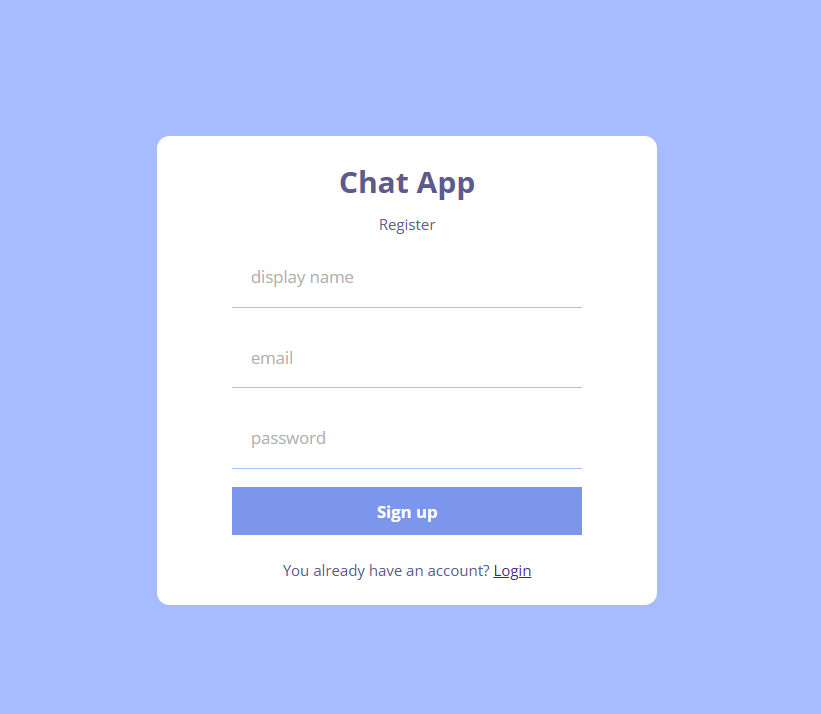 Chat App
Register
display name
email
password
Sign up
You already have an account? Login